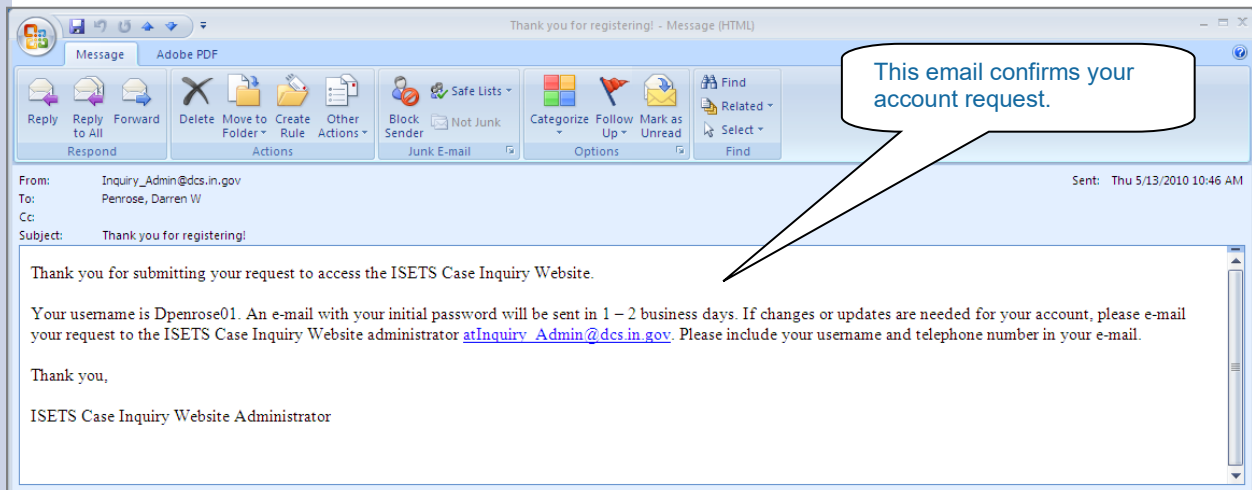 Thank you for registering! - Message (HTML)
Message Adobe PDF
Reply Reply to All Forward
Respond
Delete Move to Folder Create Rule Other Actions
Actions
Block Sender Safe Lists Not Junk
Junk E-mail
Categorize Follow Up Mark as Unread
Options
Find Related Select
Find
This email confirms your
account request.
From: Inquiry_Admin@dcs.in.gov Sent: Thu 5/13/2010 10:46 AM
To: Penrose, Darren W
Cc:
Subject: Thank you for registering!
Thank you for submitting your request to access the ISETS Case Inquiry Website.
Your username is Dpenrose01. An e-mail with your initial password will be sent in 1 – 2 business days. If changes or updates are needed for your account, please e-mail
your request to the ISETS Case Inquiry Website administrator atInquiry_Admin@dcs.in.gov. Please include your username and telephone number in your e-mail.
Thank you,
ISETS Case Inquiry Website Administrator